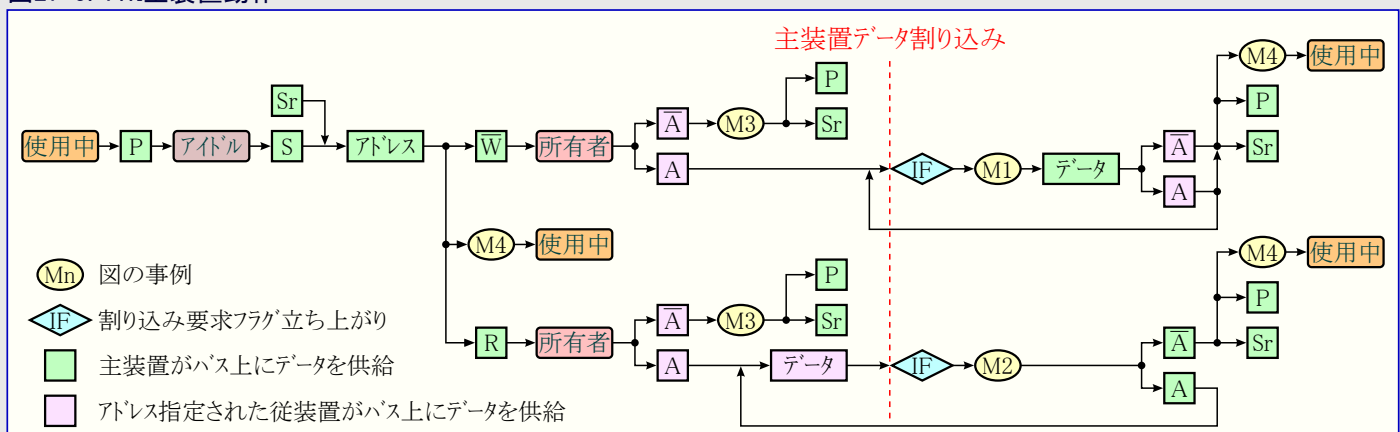 主装置データ割り込み
M4 使用中
P
Sr
P
Sr
使用中 P アイドル S アドレス W̅ 所有者 A̅ M3
A IF M1 データ A̅
A
M4 使用中
M4 使用中
P
Sr
P
Sr
R 所有者 A̅ M3
A データ IF M2 A̅
A
Mn 図の事例
IF 割り込み要求フラグ立ち上がり
主装置がバス上にデータを供給
アドレス指定された従装置がバス上にデータを供給